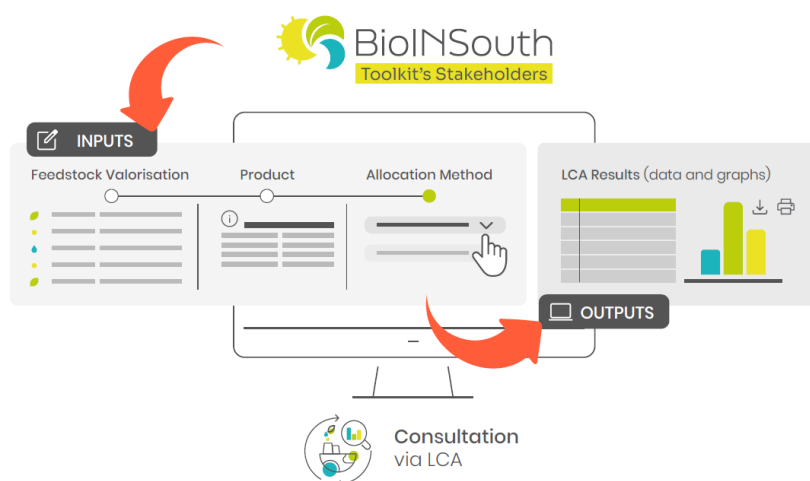 BioINSouth
Toolkit's Stakeholders
INPUTS
Feedstock Valorisation
Product
Allocation Method
LCA Results (data and graphs)
OUTPUTS
Consultation
via LCA